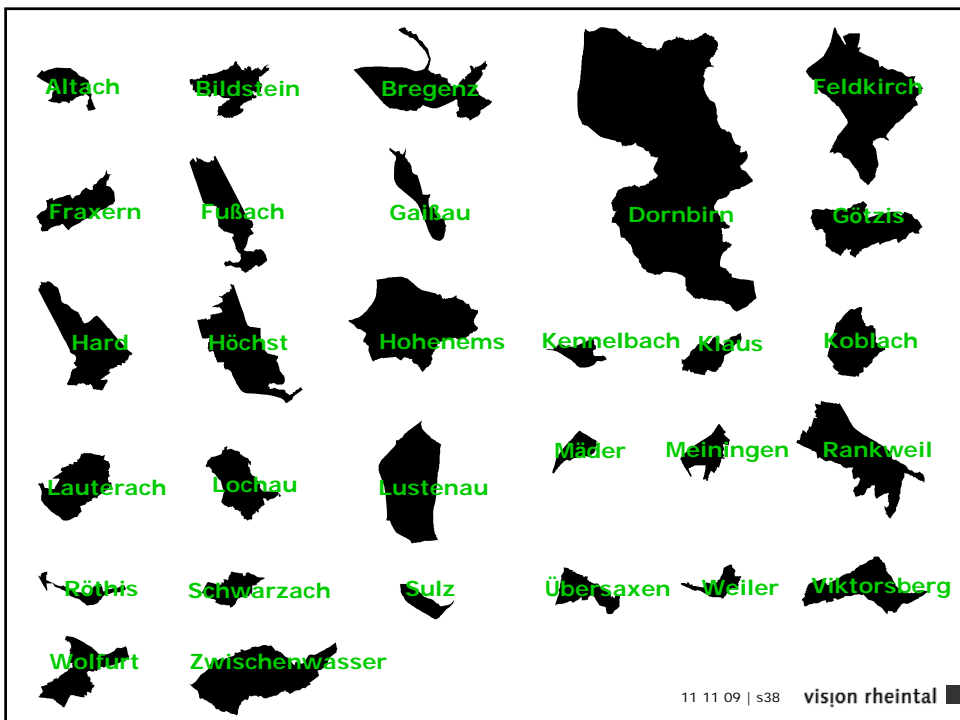 Altach
Bildstein
Bregenz
Feldkirch
Fraxern
Fußach
Gaißau
Dornbirn
Götzis
Hard
Höchst
Hohenems
Kennelbach
Klaus
Koblach
Lauterach
Lochau
Lustenau
Mäder
Meiningen
Rankweil
Röthis
Schwarzach
Sulz
Übersaxen
Weiler
Viktorsberg
Wolfurt
Zwischenwasser
11 11 09 | s38
vision rheintal